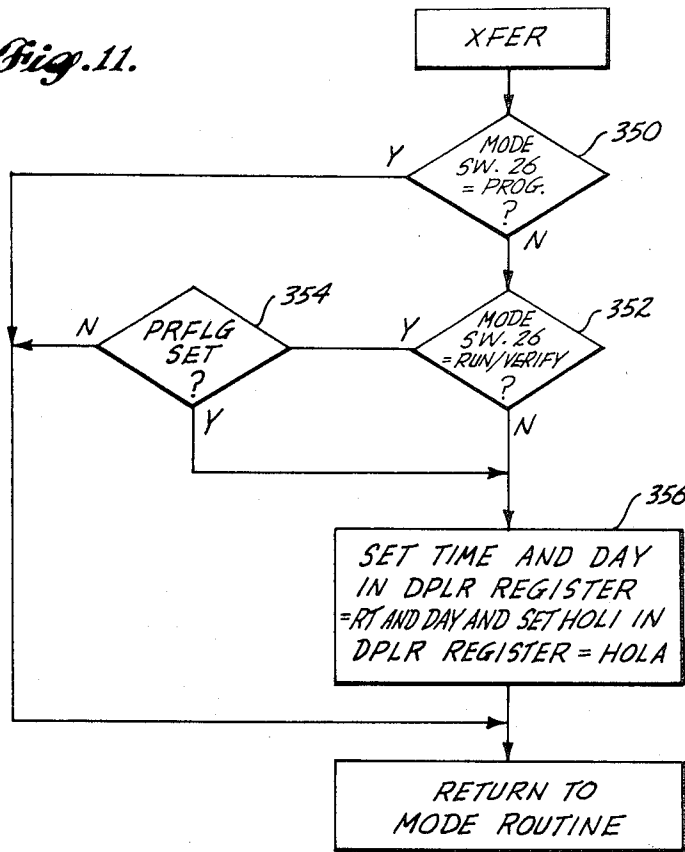 Fig. 11.
XFER
350
MODE
SW. 26
= PROG.
?
Y
N
354
PRFLG
SET
?
N
Y
352
MODE
SW. 26
=RUN/VERIFY
?
Y
N
356
SET TIME AND DAY
IN DPLR REGISTER
=RT AND DAY AND SET HOLI IN
DPLR REGISTER = HOLA
RETURN TO
MODE ROUTINE